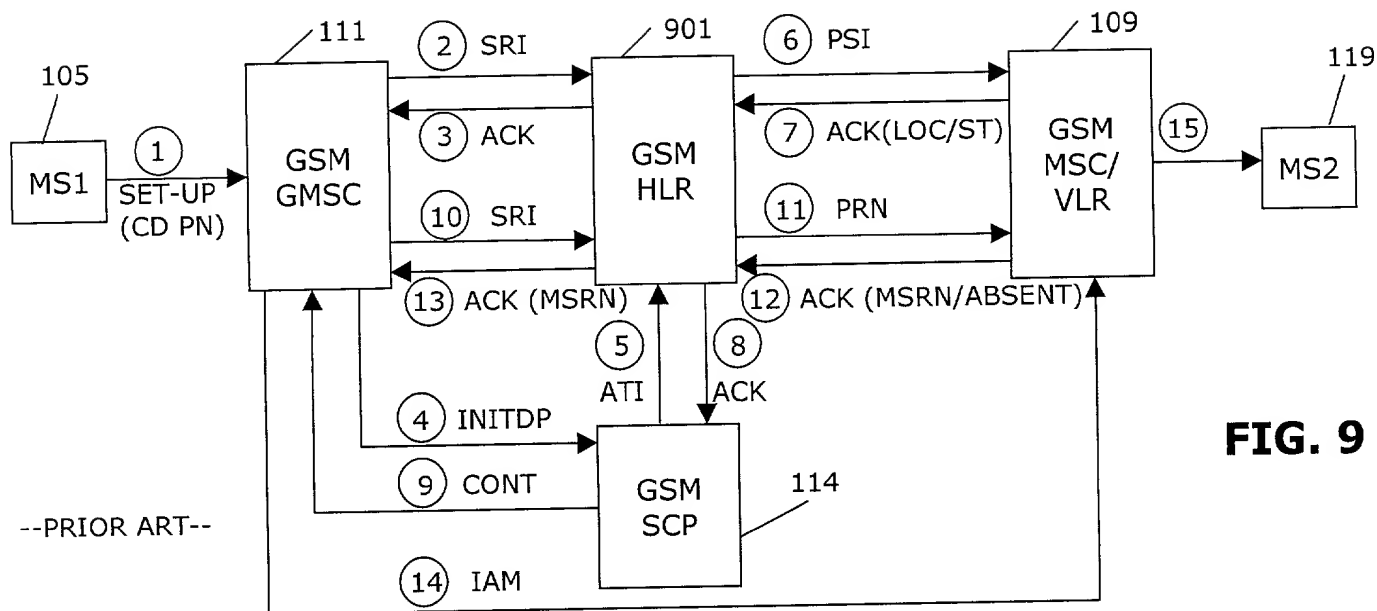 111
901
109
119
105
2 SRI
6 PSI
3 ACK
7 ACK(LOC/ST)
1
SET-UP
(CD PN)
MS1
GSM
GMSC
GSM
HLR
GSM
MSC/
VLR
15
MS2
10 SRI
11 PRN
13 ACK (MSRN)
12 ACK (MSRN/ABSENT)
5
ATI
8
ACK
4 INITDP
9 CONT
GSM
SCP
114
FIG. 9
--PRIOR ART--
14 IAM